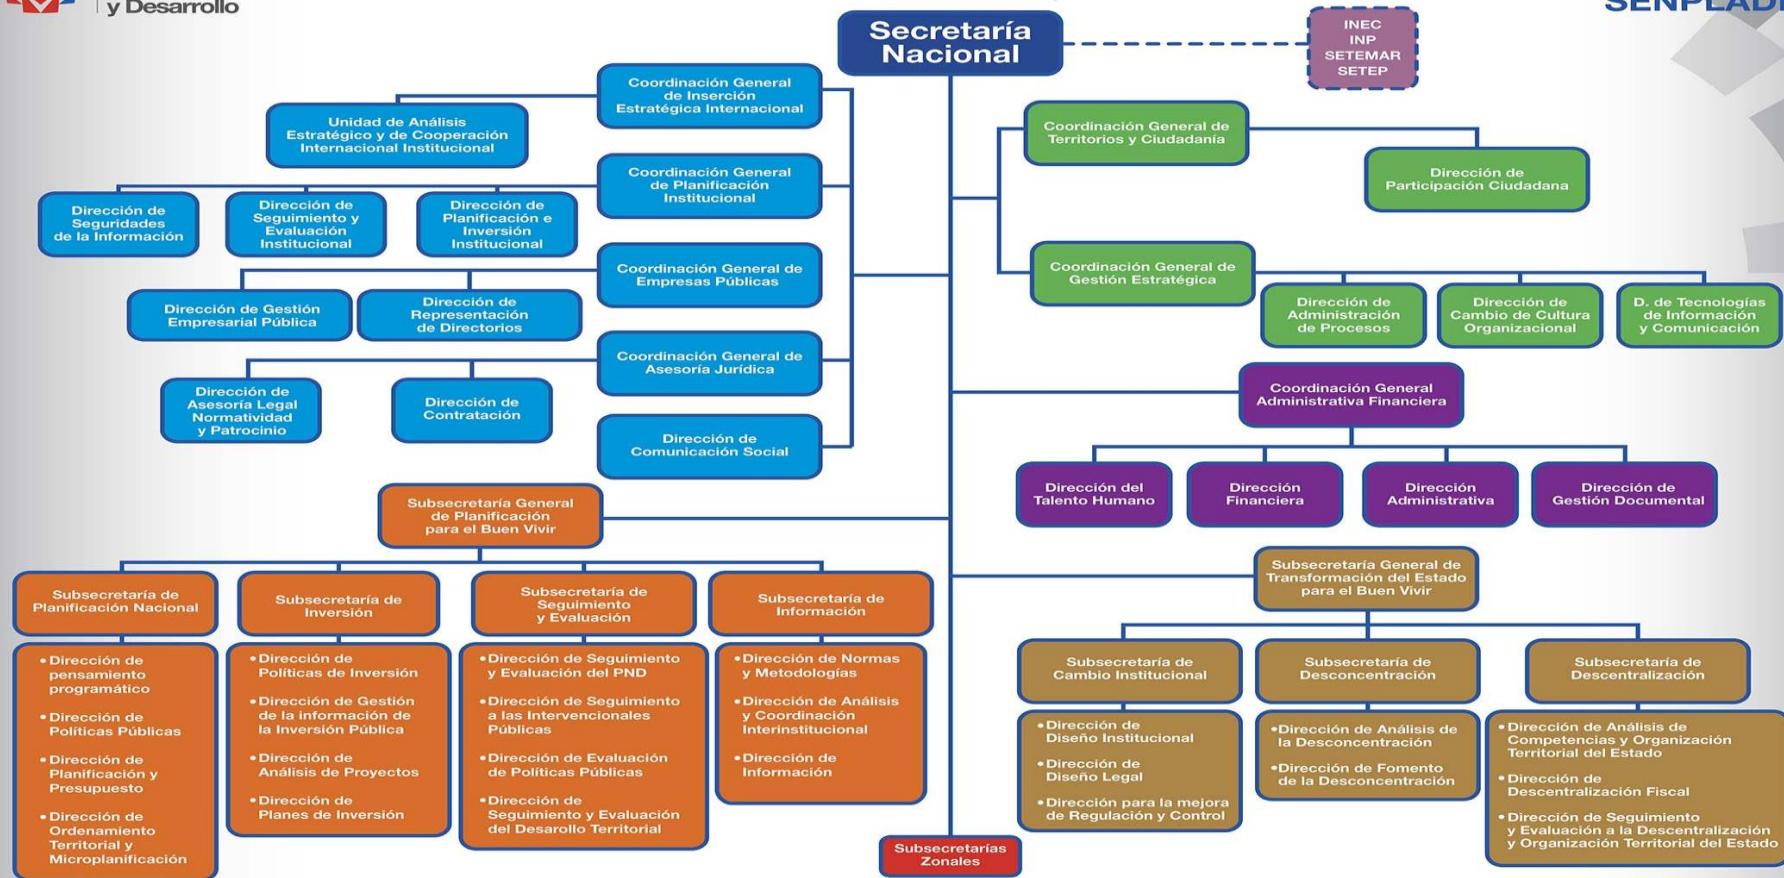 y Desarrollo
Secretaría
Nacional
INEC
INP
SETEMAR
SETEP
Coordinación General
de Inserción
Estratégica Internacional
Unidad de Análisis
Estratégico y de Cooperación
Internacional Institucional
Coordinación General
de Planificación
Institucional
Dirección de
Seguridades
de la Información
Dirección de
Seguimiento y
Evaluación
Institucional
Dirección de
Planificación e
Inversión
Institucional
Coordinación General de
Empresas Públicas
Dirección de Gestión
Empresarial Pública
Dirección de
Representación
de Directorios
Coordinación General de
Asesoría Jurídica
Dirección de
Asesoría Legal
Normatividad
y Patrocinio
Dirección de
Contratación
Dirección de
Comunicación Social
Coordinación General de
Territorios y Ciudadanía
Dirección de
Participación Ciudadana
Coordinación General de
Gestión Estratégica
Dirección de
Administración
de Procesos
Dirección de
Cambio de Cultura
Organizacional
D. de Tecnologías
de Información
y Comunicación
Coordinación General
Administrativa Financiera
Dirección del
Talento Humano
Dirección
Financiera
Dirección
Administrativa
Dirección de
Gestión Documental
Subsecretaría General
de Planificación
para el Buen Vivir
Subsecretaría de
Planificación Nacional
• Dirección de
pensamiento
programático
• Dirección de
Políticas Públicas
• Dirección de
Planificación y
Presupuesto
• Dirección de
Ordenamiento
Territorial y
Microplanificación
Subsecretaría de
Inversión
• Dirección de
Políticas de Inversión
• Dirección de Gestión
de la información de
la Inversión Pública
• Dirección de
Análisis de Proyectos
• Dirección de
Planes de Inversión
Subsecretaría de
Seguimiento
y Evaluación
• Dirección de Seguimiento
y Evaluación del PND
• Dirección de Seguimiento
a las Intervencionales
Públicas
• Dirección de Evaluación
de Políticas Públicas
• Dirección de
Seguimiento y Evaluación
del Desarollo Territorial
Subsecretaría de
Información
• Dirección de Normas
y Metodologías
• Dirección de Análisis
y Coordinación
Interinstitucional
• Dirección de
Información
Subsecretaría General de
Transformación del Estado
para el Buen Vivir
Subsecretaría de
Cambio Institucional
• Dirección de
Diseño Institucional
• Dirección de
Diseño Legal
• Dirección para la mejora
de Regulación y Control
Subsecretaría de
Desconcentración
• Dirección de Análisis de
la Desconcentración
• Dirección de Fomento
de la Desconcentración
Subsecretaría de
Descentralización
• Dirección de Análisis de
Competencias y Organización
Territorial del Estado
• Dirección de
Descentralización Fiscal
• Dirección de Seguimiento
y Evaluación a la Descentralización
y Organización Territorial del Estado
Subsecretarías
Zonales